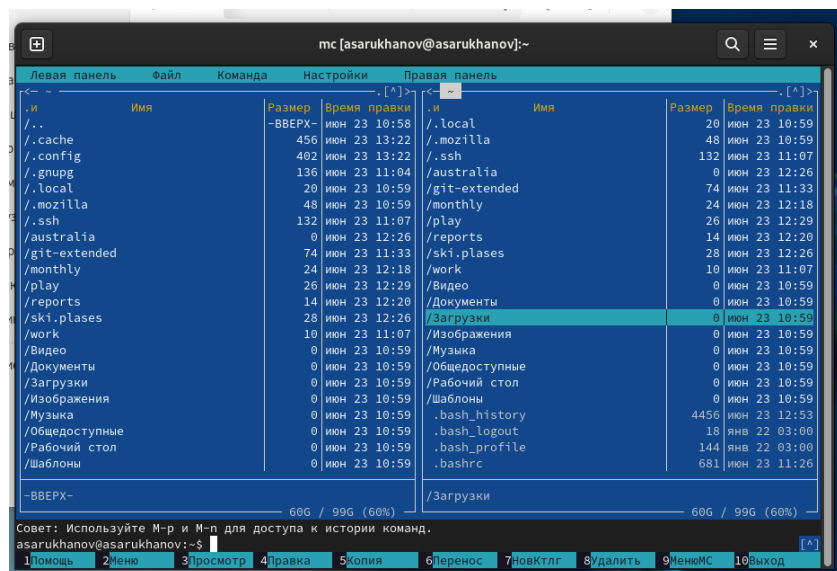 mc [asarukhanov@asarukhanov]:~
Левая панель Файл Команда Настройки Правая панель
<— ~ .[^]>
.и Имя Размер Время правки
/.. -ВВЕРХ- июн 23 10:58
/.cache 456 июн 23 13:22
/.config 402 июн 23 13:22
/.gnupg 136 июн 23 11:04
/.local 20 июн 23 10:59
/.mozilla 48 июн 23 10:59
/.ssh 132 июн 23 11:07
/australia 0 июн 23 12:26
/git-extended 74 июн 23 11:33
/monthly 24 июн 23 12:18
/play 26 июн 23 12:29
/reports 14 июн 23 12:20
/ski.plases 28 июн 23 12:26
/work 10 июн 23 11:07
/Видео 0 июн 23 10:59
/Документы 0 июн 23 10:59
/Загрузки 0 июн 23 10:59
/Изображения 0 июн 23 10:59
/Музыка 0 июн 23 10:59
/Общедоступные 0 июн 23 10:59
/Рабочий стол 0 июн 23 10:59
/Шаблоны 0 июн 23 10:59
-ВВЕРХ-
60G / 99G (60%)
<— ~ .[^]>
.и Имя Размер Время правки
/.local 20 июн 23 10:59
/.mozilla 48 июн 23 10:59
/.ssh 132 июн 23 11:07
/australia 0 июн 23 12:26
/git-extended 74 июн 23 11:33
/monthly 24 июн 23 12:18
/play 26 июн 23 12:29
/reports 14 июн 23 12:20
/ski.plases 28 июн 23 12:26
/work 10 июн 23 11:07
/Видео 0 июн 23 10:59
/Документы 0 июн 23 10:59
/Загрузки 0 июн 23 10:59
/Изображения 0 июн 23 10:59
/Музыка 0 июн 23 10:59
/Общедоступные 0 июн 23 10:59
/Рабочий стол 0 июн 23 10:59
/Шаблоны 0 июн 23 10:59
.bash_history 4456 июн 23 12:53
.bash_logout 18 янв 22 03:00
.bash_profile 144 янв 22 03:00
.bashrc 681 июн 23 11:26
/Загрузки
60G / 99G (60%)
Совет: Используйте M-p и M-n для доступа к истории команд.
asarukhanov@asarukhanov:~$ [^]
1Помощь 2Меню 3Просмотр 4Правка 5Копия 6Перенос 7НовКтлг 8Удалить 9МенюМС 10Выход